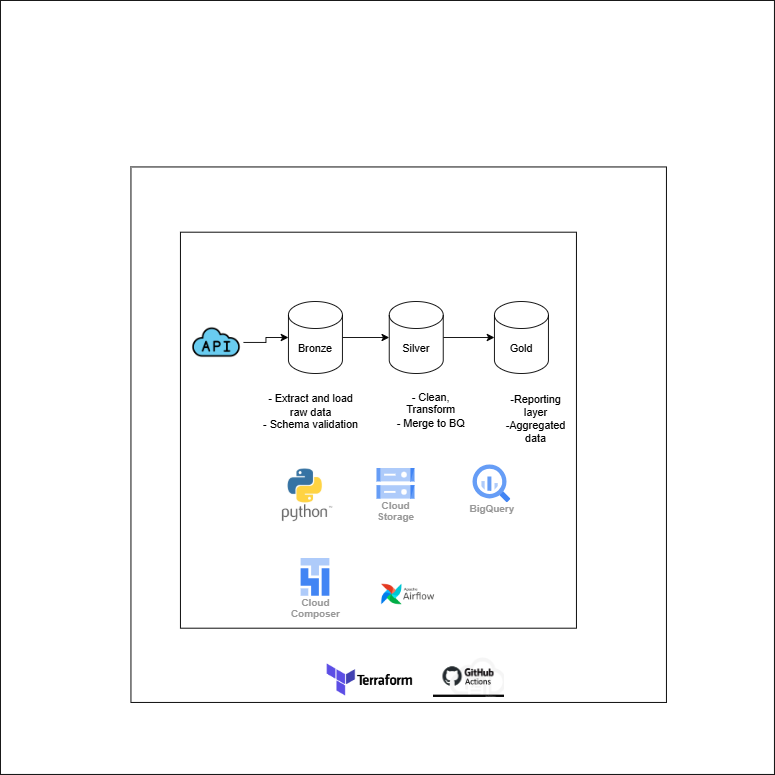 API
Bronze
Silver
Gold
- Extract and load
raw data
- Schema validation
- Clean,
Transform
- Merge to BQ
-Reporting
layer
-Aggregated
data
python™
Cloud
Storage
BigQuery
Cloud
Composer
Apache
Airflow
Terraform
GitHub
Actions